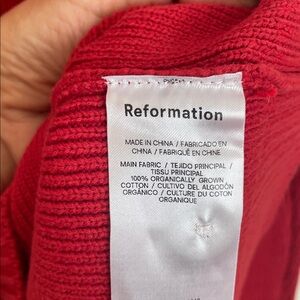 Reformation
MADE IN CHINA / FABRICADO EN
CHINA / FABRIQUÉ EN CHINE
MAIN FABRIC / TEJIDO PRINCIPAL /
TISSU PRINCIPAL
100% ORGANICALLY GROWN
COTTON / CULTIVO DEL ALGODÓN
ORGÁNICO / CULTURE DU COTON
ORGANIQUE